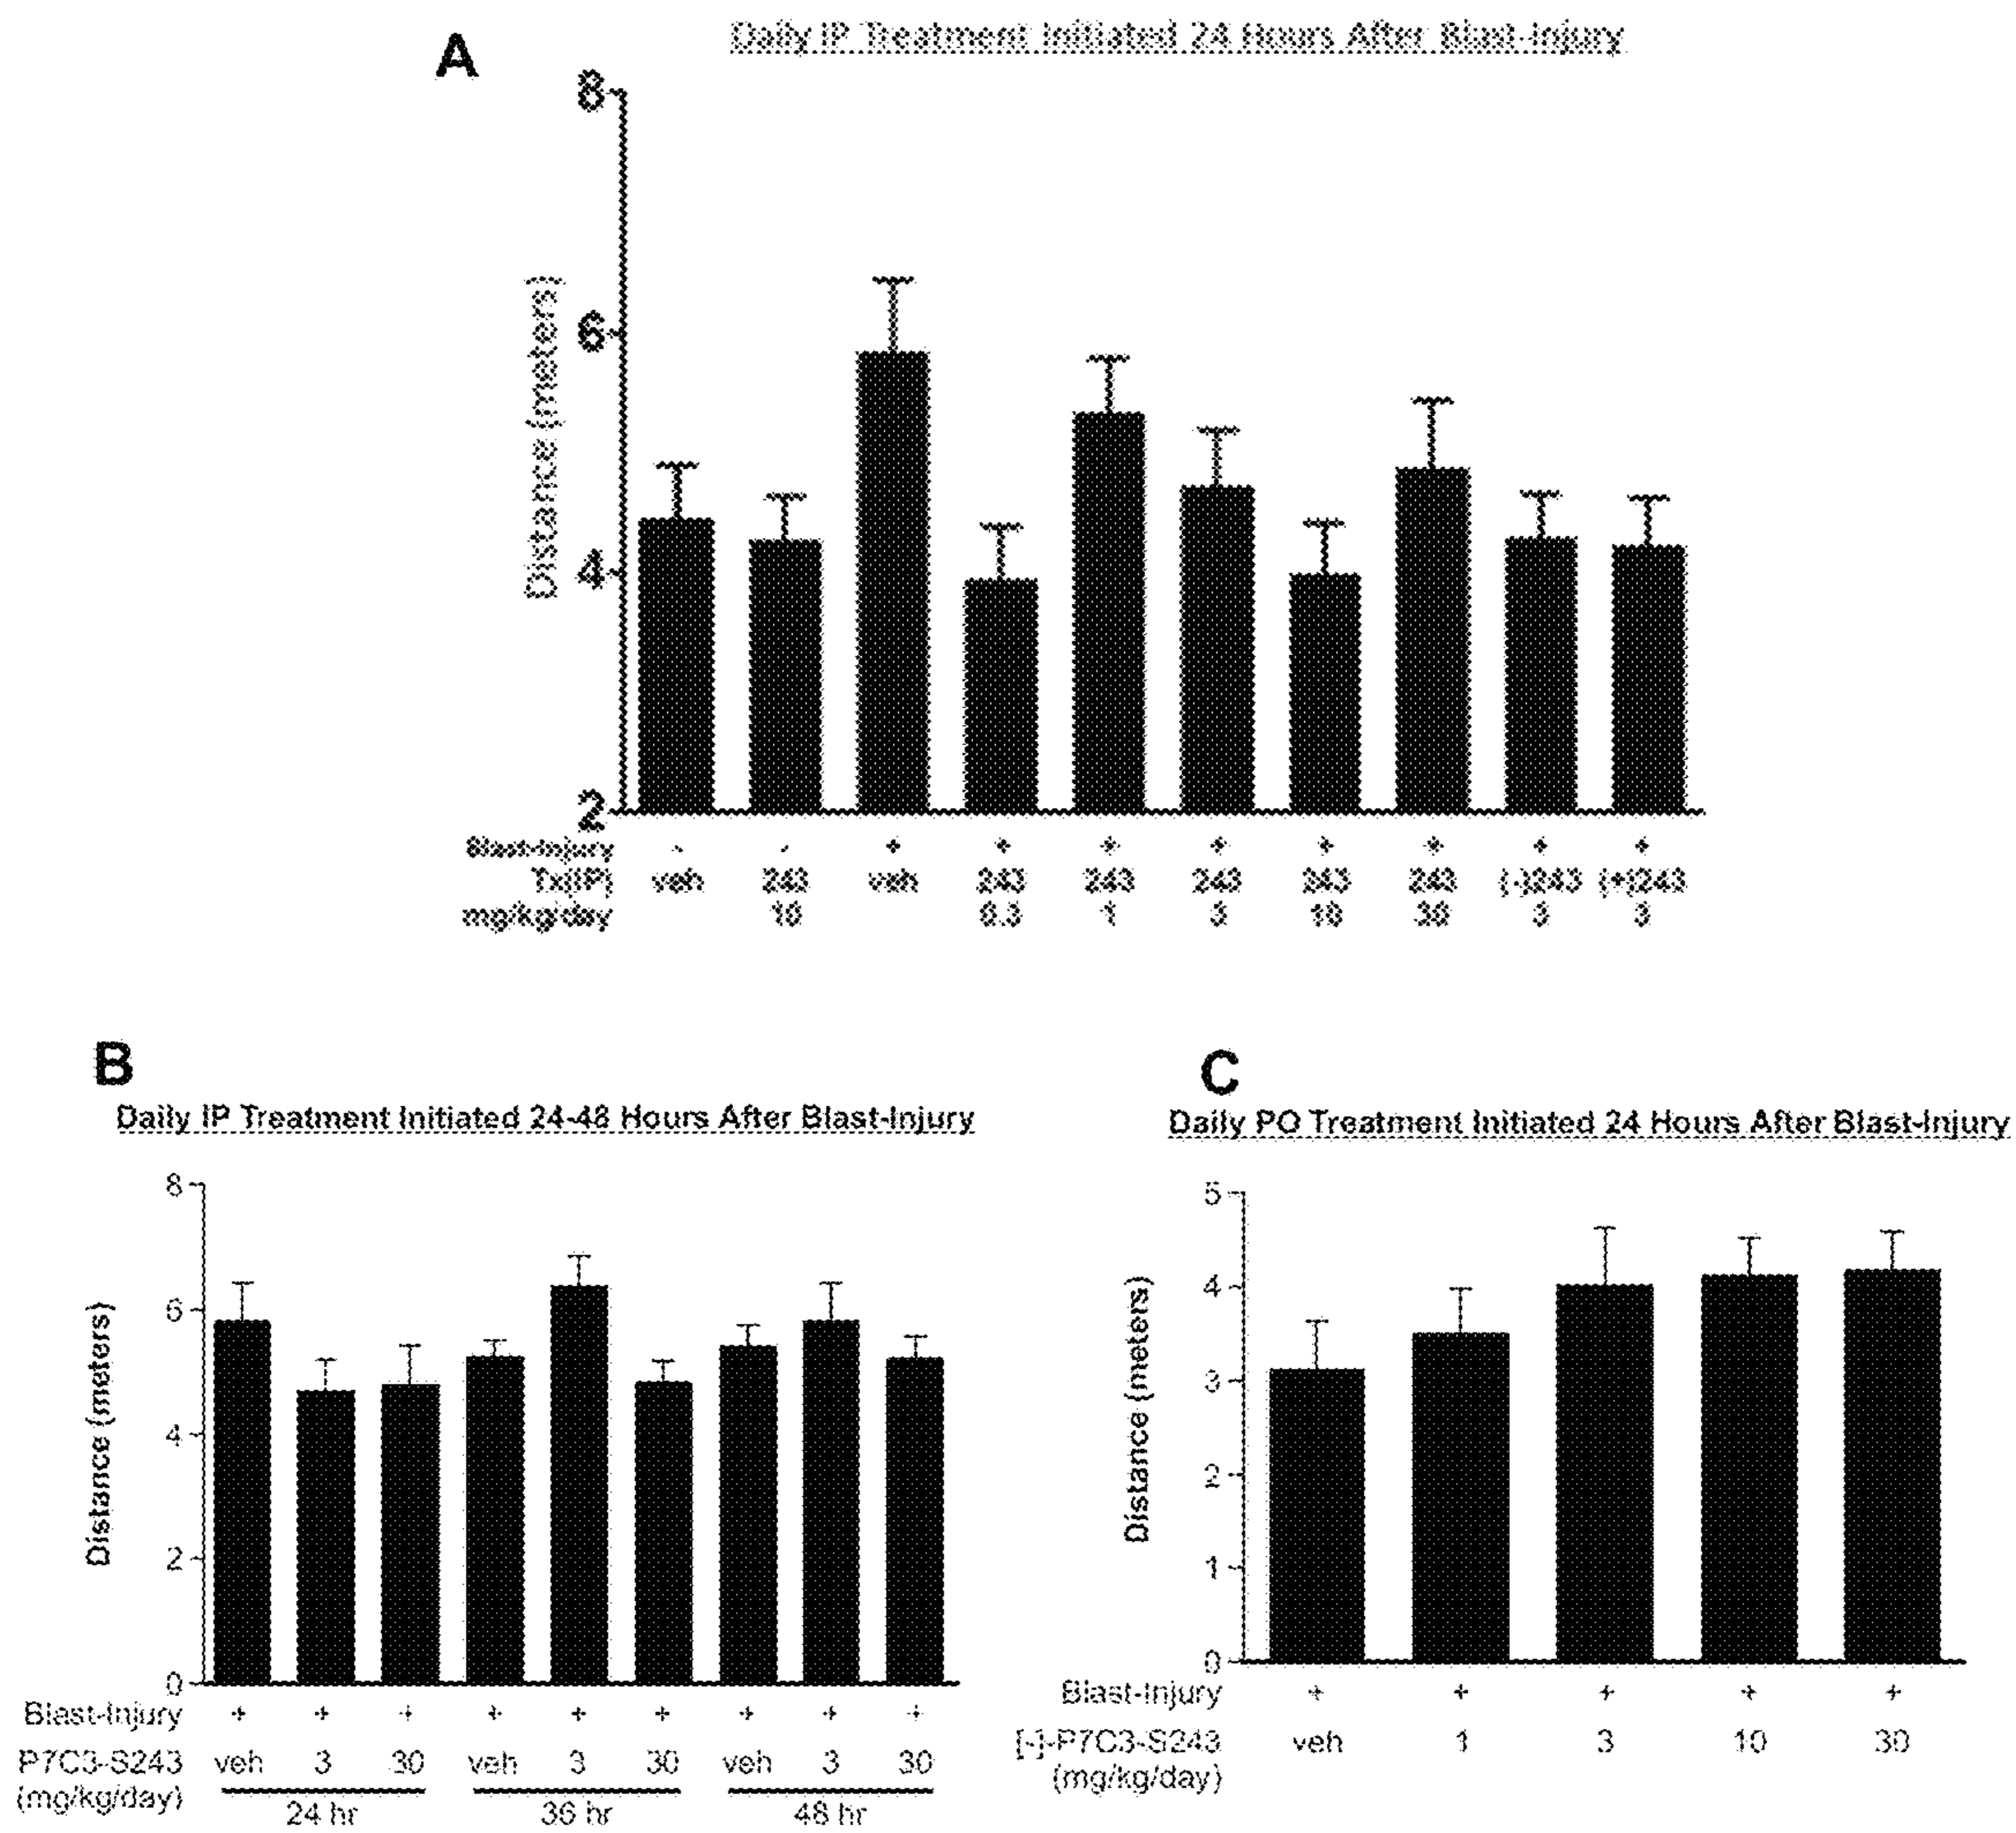 A
Daily IP Treatment Initiated 24 Hours After Blast-Injury
8
6
4
2
Distance (meters)
Blast-Injury - - + + + + + + + +
Tx(IP) veh 243 veh 243 243 243 243 243 (-)243 (+)243
mg/kg/day 10 0.3 1 3 10 30 3 3
B
Daily IP Treatment Initiated 24-48 Hours After Blast-Injury
8
6
4
2
0
Distance (meters)
Blast-Injury + + + + + + + + +
P7C3-S243 veh 3 30 veh 3 30 veh 3 30
(mg/kg/day)
24 hr 36 hr 48 hr
C
Daily PO Treatment Initiated 24 Hours After Blast-Injury
5
4
3
2
1
0
Distance (meters)
Blast-Injury + + + + +
[-]-P7C3-S243 veh 1 3 10 30
(mg/kg/day)